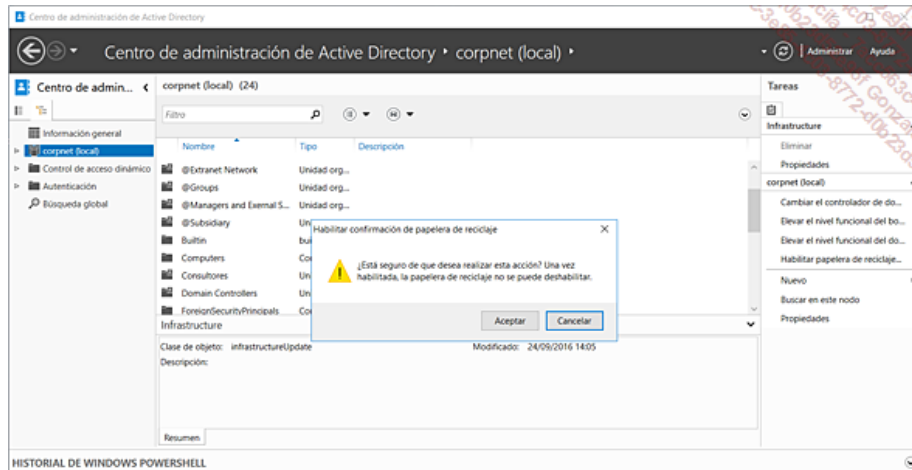 Centro de administración de Active Directory
Centro de administración de Active Directory ‣ corpnet (local) ‣
Administrar Ayuda
Centro de admin...
Información general
corpnet (local)
Control de acceso dinámico
Autenticación
Búsqueda global
corpnet (local) (24)
Filtro
Nombre Tipo Descripción
@Extranet Network Unidad org...
@Groups Unidad org...
@Managers and Exernal S... Unidad org...
@Subsidiary Un
Builtin bui
Computers Co
Consultores Un
Domain Controllers Un
ForeignSecurityPrincipals Co
Habilitar confirmación de papelera de reciclaje
¿Está seguro de que desea realizar esta acción? Una vez
habilitada, la papelera de reciclaje no se puede deshabilitar.
Aceptar Cancelar
Infrastructure
Clase de objeto: infrastructureUpdate Modificado: 24/09/2016 14:05
Descripción:
Resumen
Tareas
Infrastructure
Eliminar
Propiedades
corpnet (local)
Cambiar el controlador de do...
Elevar el nivel funcional del bo...
Elevar el nivel funcional del do...
Habilitar papelera de reciclaje...
Nuevo
Buscar en este nodo
Propiedades
HISTORIAL DE WINDOWS POWERSHELL